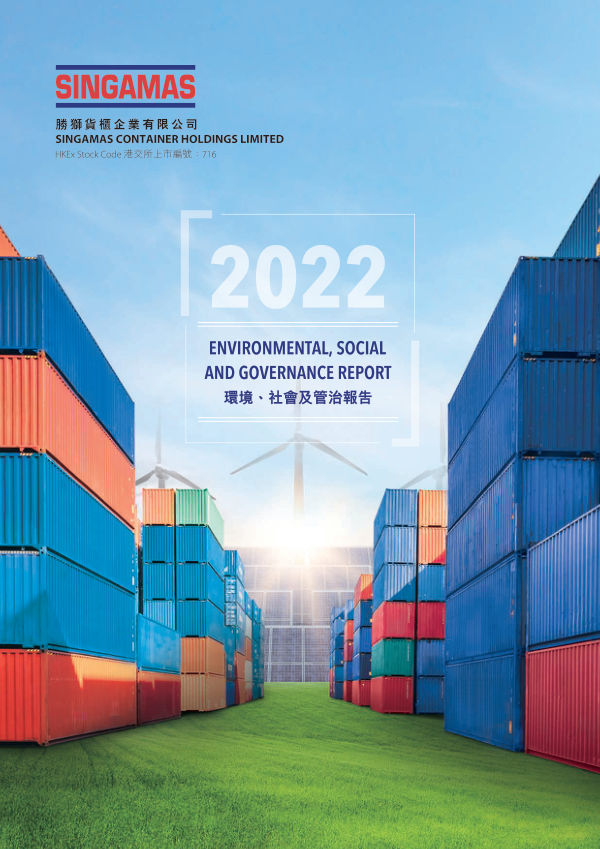 SINGAMAS
勝獅貨櫃企業有限公司
SINGAMAS CONTAINER HOLDINGS LIMITED
HKEx Stock Code 港交所上市編號：716
2022
ENVIRONMENTAL, SOCIAL
AND GOVERNANCE REPORT
環境、社會及管治報告